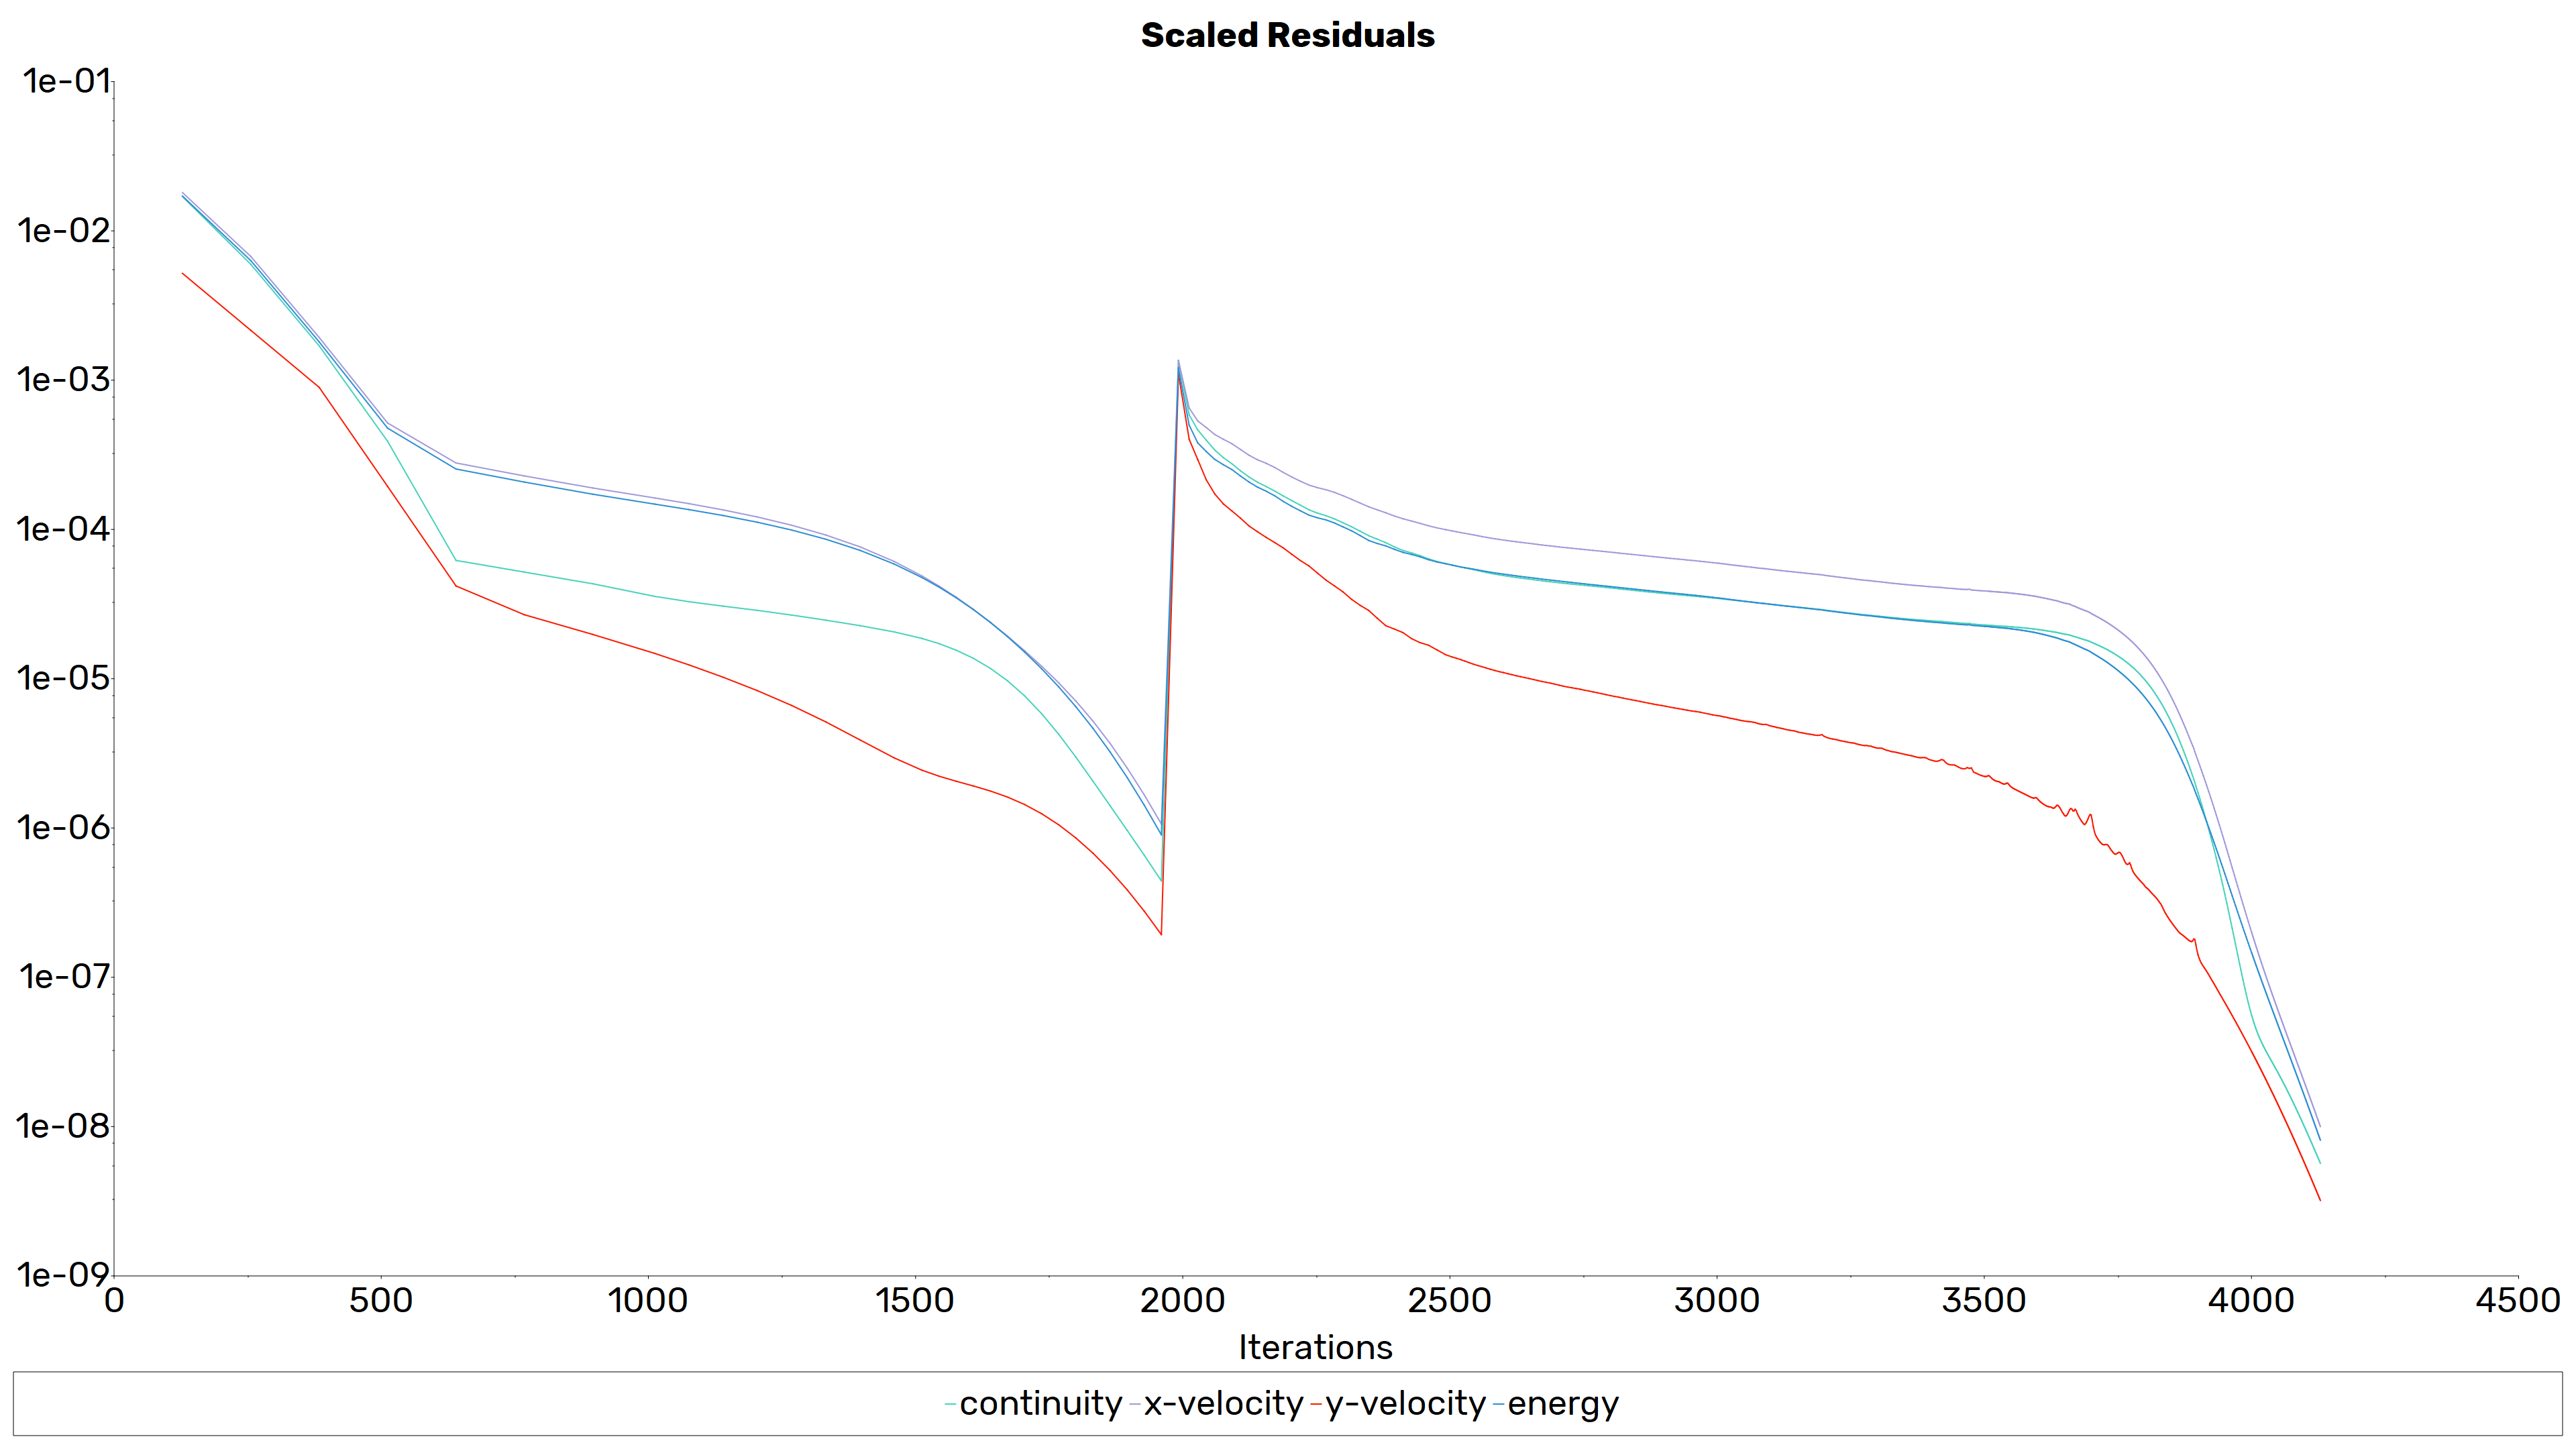 Scaled Residuals
1e-01
1e-02
1e-03
1e-04
1e-05
1e-06
1e-07
1e-08
1e-09
0 500 1000 1500 2000 2500 3000 3500 4000 4500
Iterations
continuity x-velocity y-velocity energy